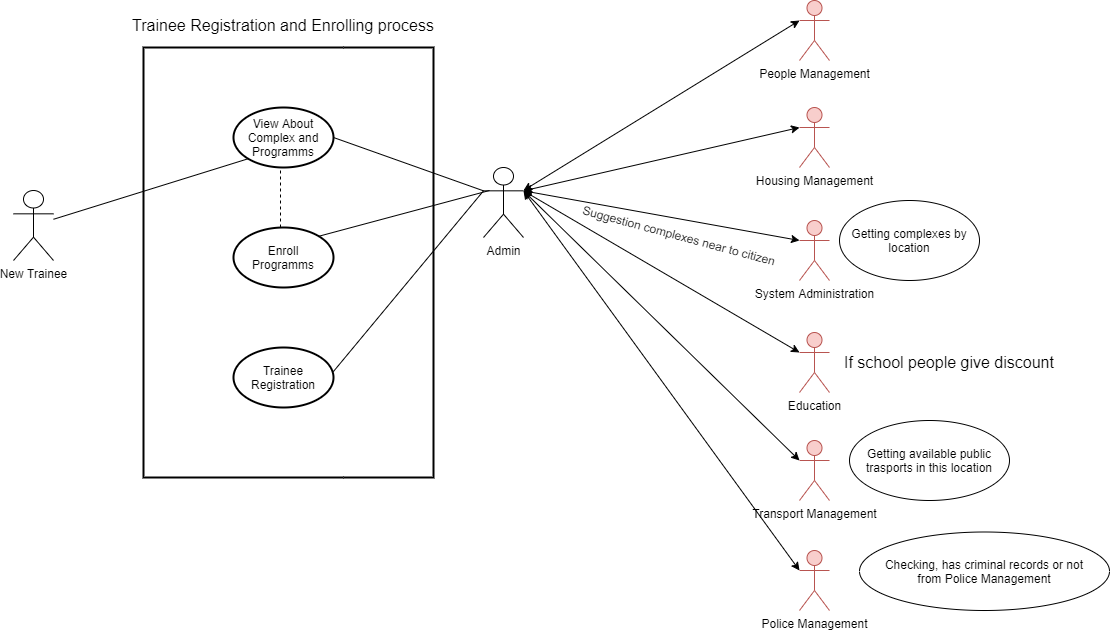 Trainee Registration and Enrolling process
View About
Complex and
Programms
Enroll
Programms
Trainee
Registration
New Trainee
Admin
People Management
Housing Management
Suggestion complexes near to citizen
System Administration
Getting complexes by
location
Education
If school people give discount
Transport Management
Getting available public
trasports in this location
Police Management
Checking, has criminal records or not
from Police Management